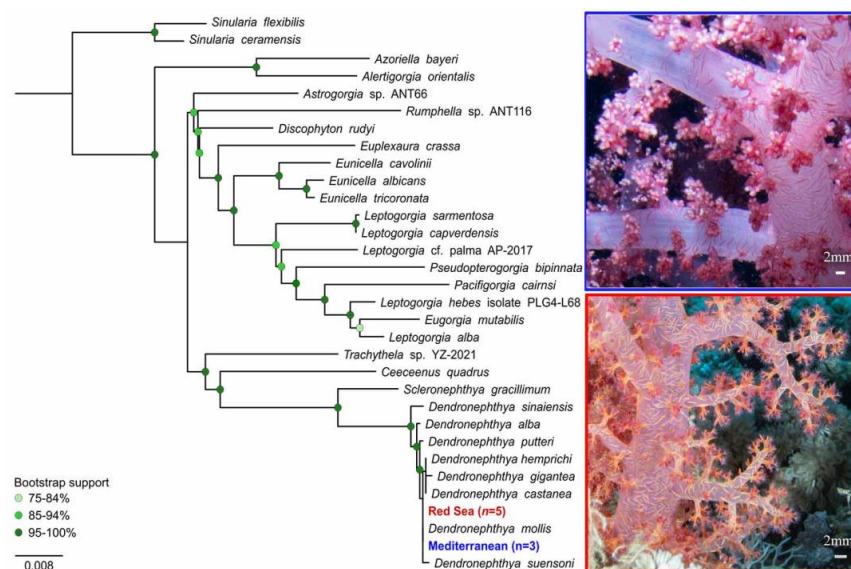 Sinularia flexibilis
Sinularia ceramensis
Azoriella bayeri
Alertigorgia orientalis
Astrogorgia sp. ANT66
Rumphella sp. ANT116
Discophyton rudyi
Euplexaura crassa
Eunicella cavolinii
Eunicella albicans
Eunicella tricoronata
Leptogorgia sarmentosa
Leptogorgia capverdensis
Leptogorgia cf. palma AP-2017
Pseudopterogorgia bipinnata
Pacifigorgia cairnsi
Leptogorgia hebes isolate PLG4-L68
Eugorgia mutabilis
Leptogorgia alba
Trachythela sp. YZ-2021
Ceeceenus quadrus
Scleronephthya gracillimum
Dendronephthya sinaiensis
Dendronephthya alba
Dendronephthya putteri
Dendronephthya hemprichi
Dendronephthya gigantea
Dendronephthya castanea
Red Sea (n=5)
Dendronephthya mollis
Mediterranean (n=3)
Dendronephthya suensoni
Bootstrap support
75-84%
85-94%
95-100%
0.008
2mm
2mm